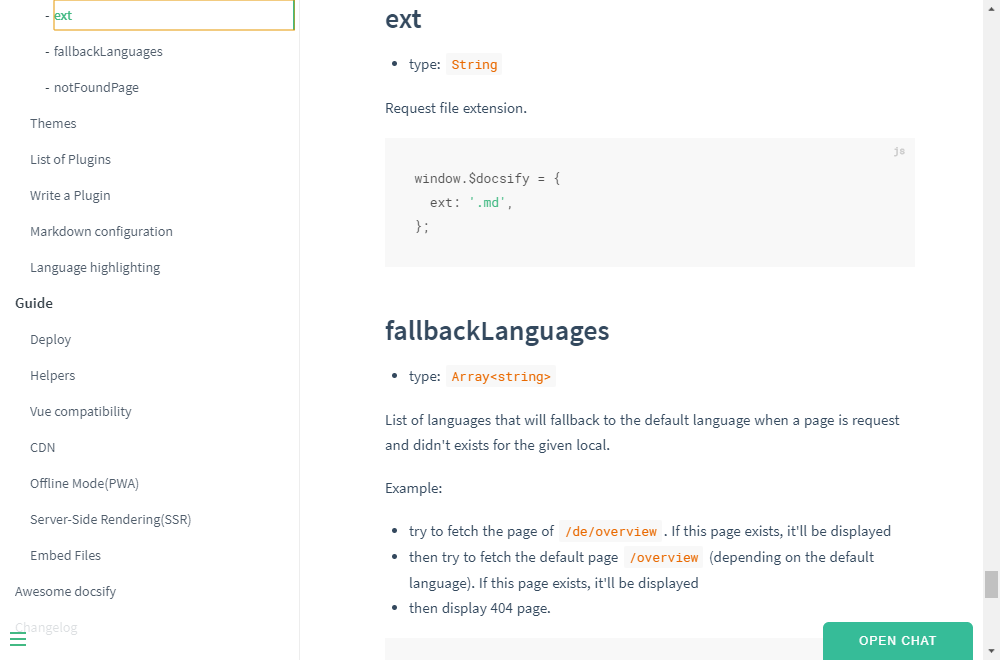 - ext
- fallbackLanguages
- notFoundPage
Themes
List of Plugins
Write a Plugin
Markdown configuration
Language highlighting
Guide
Deploy
Helpers
Vue compatibility
CDN
Offline Mode(PWA)
Server-Side Rendering(SSR)
Embed Files
Awesome docsify
Changelog
ext
type: String
Request file extension.
js
window.$docsify = {
  ext: '.md',
};
fallbackLanguages
type: Array<string>
List of languages that will fallback to the default language when a page is request
and didn't exists for the given local.
Example:
try to fetch the page of /de/overview . If this page exists, it'll be displayed
then try to fetch the default page /overview (depending on the default
language). If this page exists, it'll be displayed
then display 404 page.
OPEN CHAT